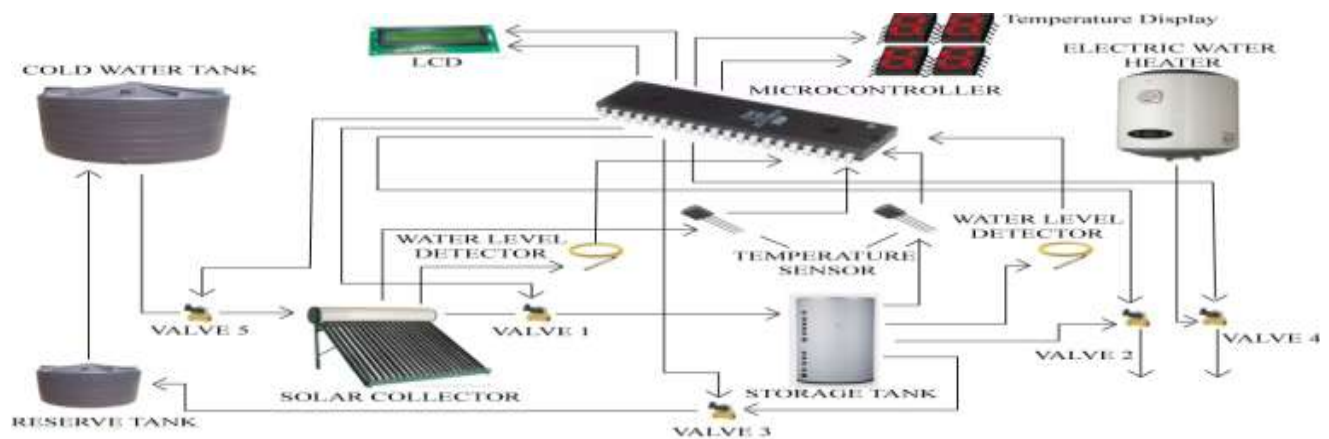 Temperature Display
ELECTRIC WATER
HEATER
LCD
COLD WATER TANK
MICROCONTROLLER
WATER LEVEL
DETECTOR
TEMPERATURE
SENSOR
WATER LEVEL
DETECTOR
VALVE 5
VALVE 1
VALVE 2
VALVE 4
SOLAR COLLECTOR
STORAGE TANK
RESERVE TANK
VALVE 3